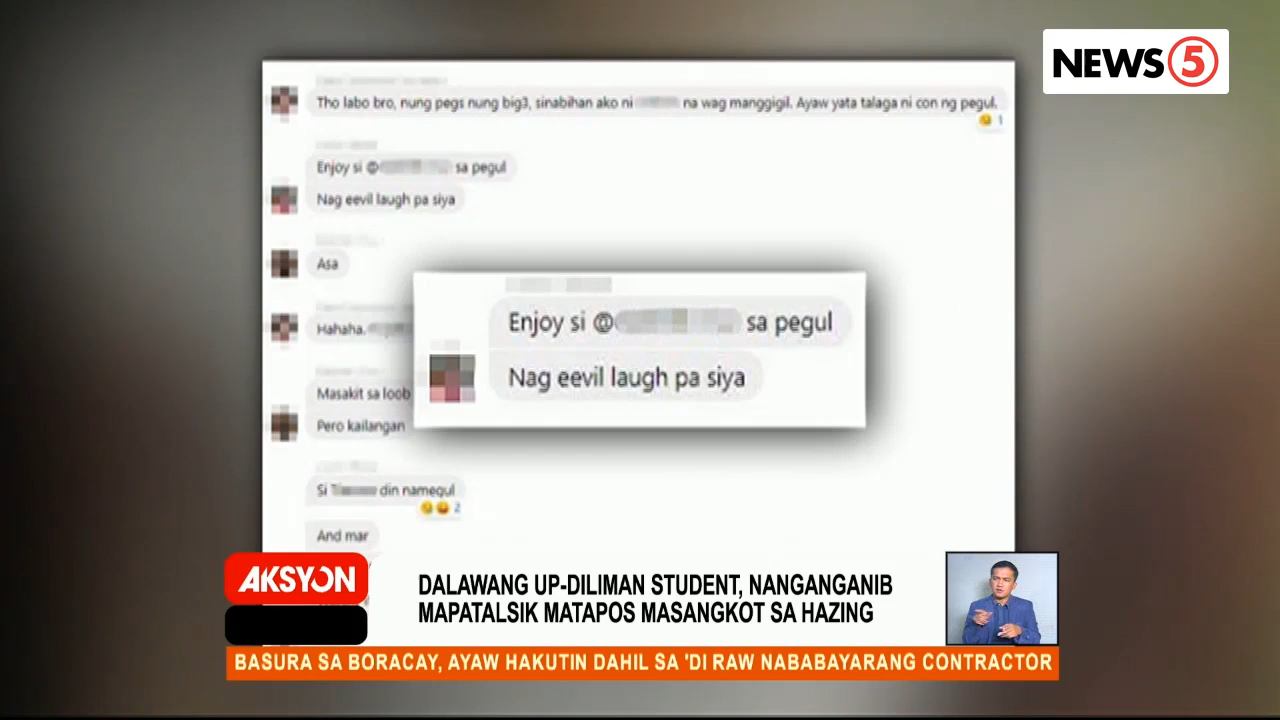 NEWS 5
Tho labo bro, nung pegs nung big3, sinabihan ako ni na wag manggigil. Ayaw yata talaga ni con ng pegul.
1
Enjoy si @ sa pegul
Nag eevil laugh pa siya
Asa
Hahaha.
Masakit sa loob
Pero kailangan
Enjoy si @ sa pegul
Nag eevil laugh pa siya
Si din namegul
2
And mar
AKSYON
DALAWANG UP-DILIMAN STUDENT, NANGANGANIB
MAPATALSIK MATAPOS MASANGKOT SA HAZING
BASURA SA BORACAY, AYAW HAKUTIN DAHIL SA 'DI RAW NABABAYARANG CONTRACTOR